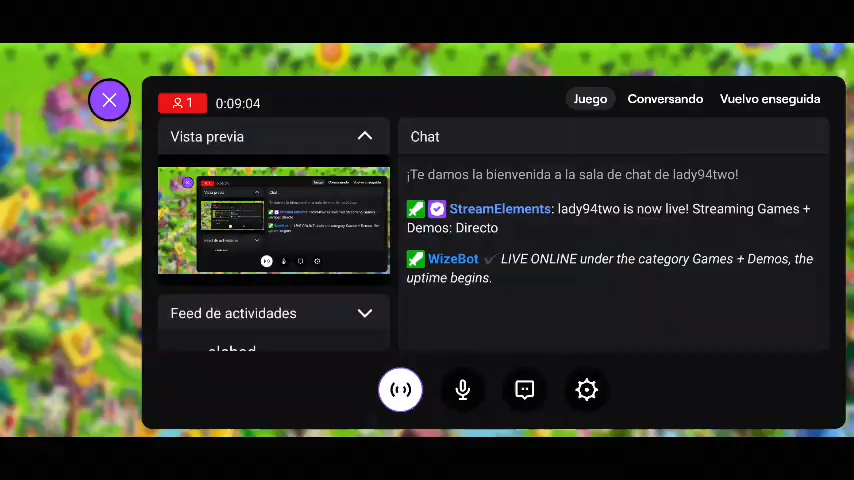 1
0:09:04
Juego
Conversando
Vuelvo enseguida
Vista previa
Chat
¡Te damos la bienvenida a la sala de chat de lady94two!
StreamElements: lady94two is now live! Streaming Games +
Demos: Directo
WizeBot ✓ LIVE ONLINE under the category Games + Demos, the
uptime begins.
Feed de actividades